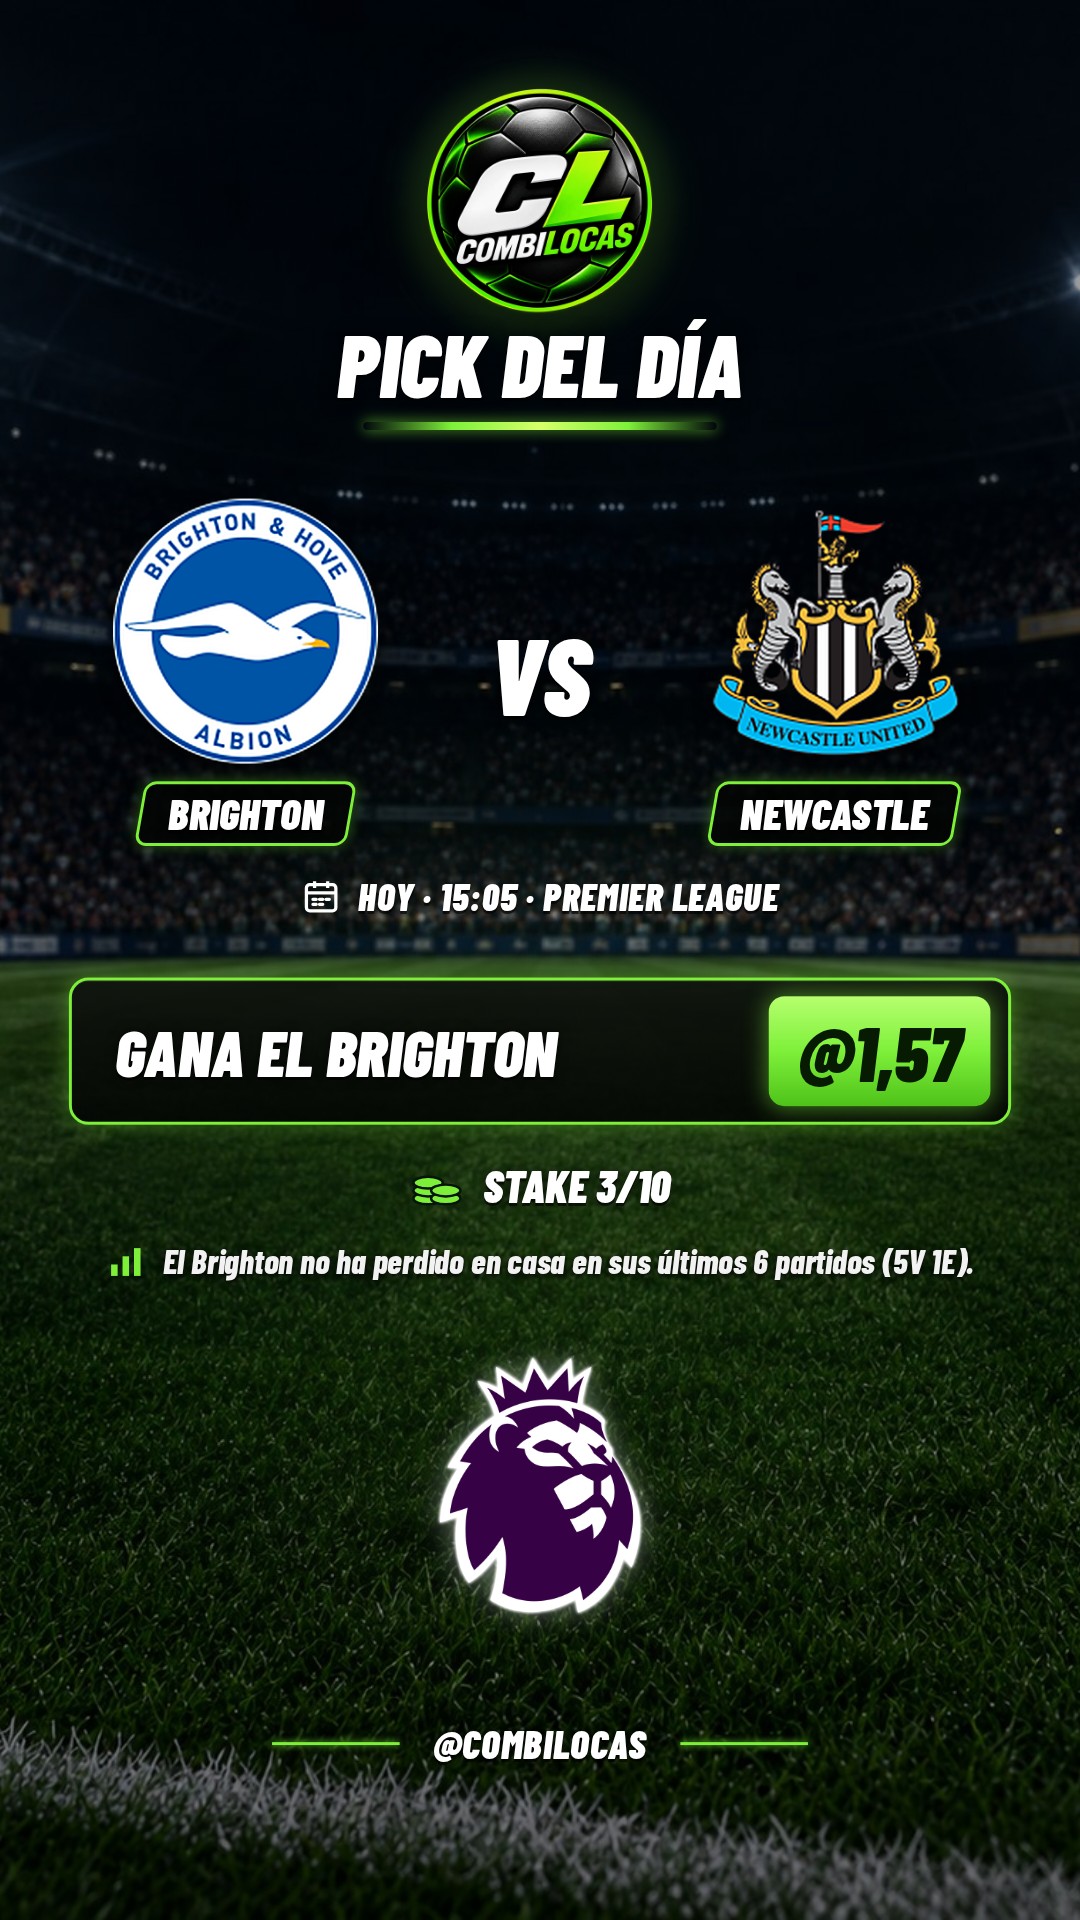 CL
COMBILOCAS
PICK DEL DÍA
BRIGHTON & HOVE
ALBION
VS
NEWCASTLE UNITED
BRIGHTON
NEWCASTLE
HOY · 15:05 · PREMIER LEAGUE
GANA EL BRIGHTON
@1,57
STAKE 3/10
El Brighton no ha perdido en casa en sus últimos 6 partidos (5V 1E).
@COMBILOCAS